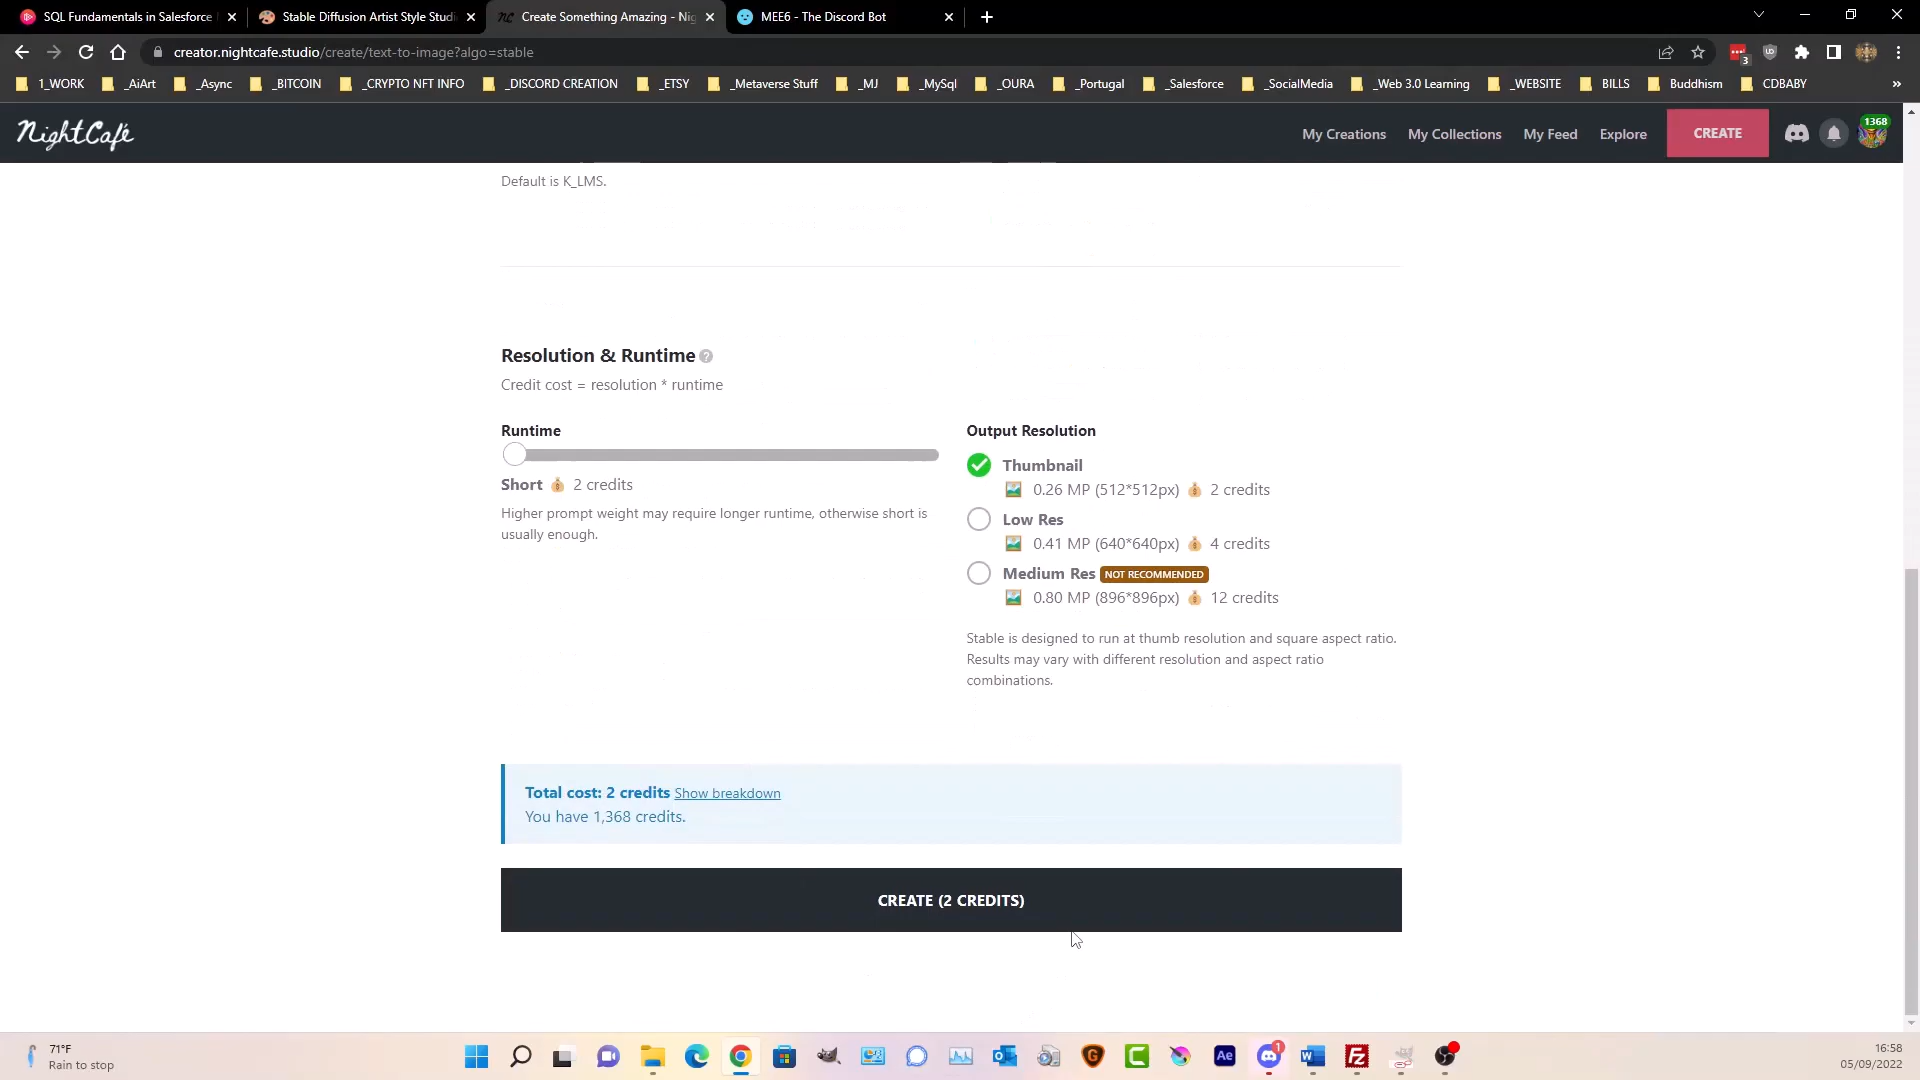 SQL Fundamentals in Salesforce
Stable Diffusion Artist Style Studi
Create Something Amazing - Nig
MEE6 - The Discord Bot
creator.nightcafe.studio/create/text-to-image?algo=stable
3
1_WORK
_AiArt
_Async
_BITCOIN
_CRYPTO NFT INFO
_DISCORD CREATION
_ETSY
_Metaverse Stuff
_MJ
_MySql
_OURA
_Portugal
_Salesforce
_SocialMedia
_Web 3.0 Learning
_WEBSITE
BILLS
Buddhism
CDBABY
»
NightCafé
My Creations
My Collections
My Feed
Explore
CREATE
1368
Default is K_LMS.
Resolution & Runtime ?
Credit cost = resolution * runtime
Runtime
Short 2 credits
Higher prompt weight may require longer runtime, otherwise short is
usually enough.
Output Resolution
Thumbnail
0.26 MP (512*512px) 2 credits
Low Res
0.41 MP (640*640px) 4 credits
Medium Res NOT RECOMMENDED
0.80 MP (896*896px) 12 credits
Stable is designed to run at thumb resolution and square aspect ratio.
Results may vary with different resolution and aspect ratio
combinations.
Total cost: 2 credits Show breakdown
You have 1,368 credits.
CREATE (2 CREDITS)
71°F
Rain to stop
Ae
1
16:58
05/09/2022